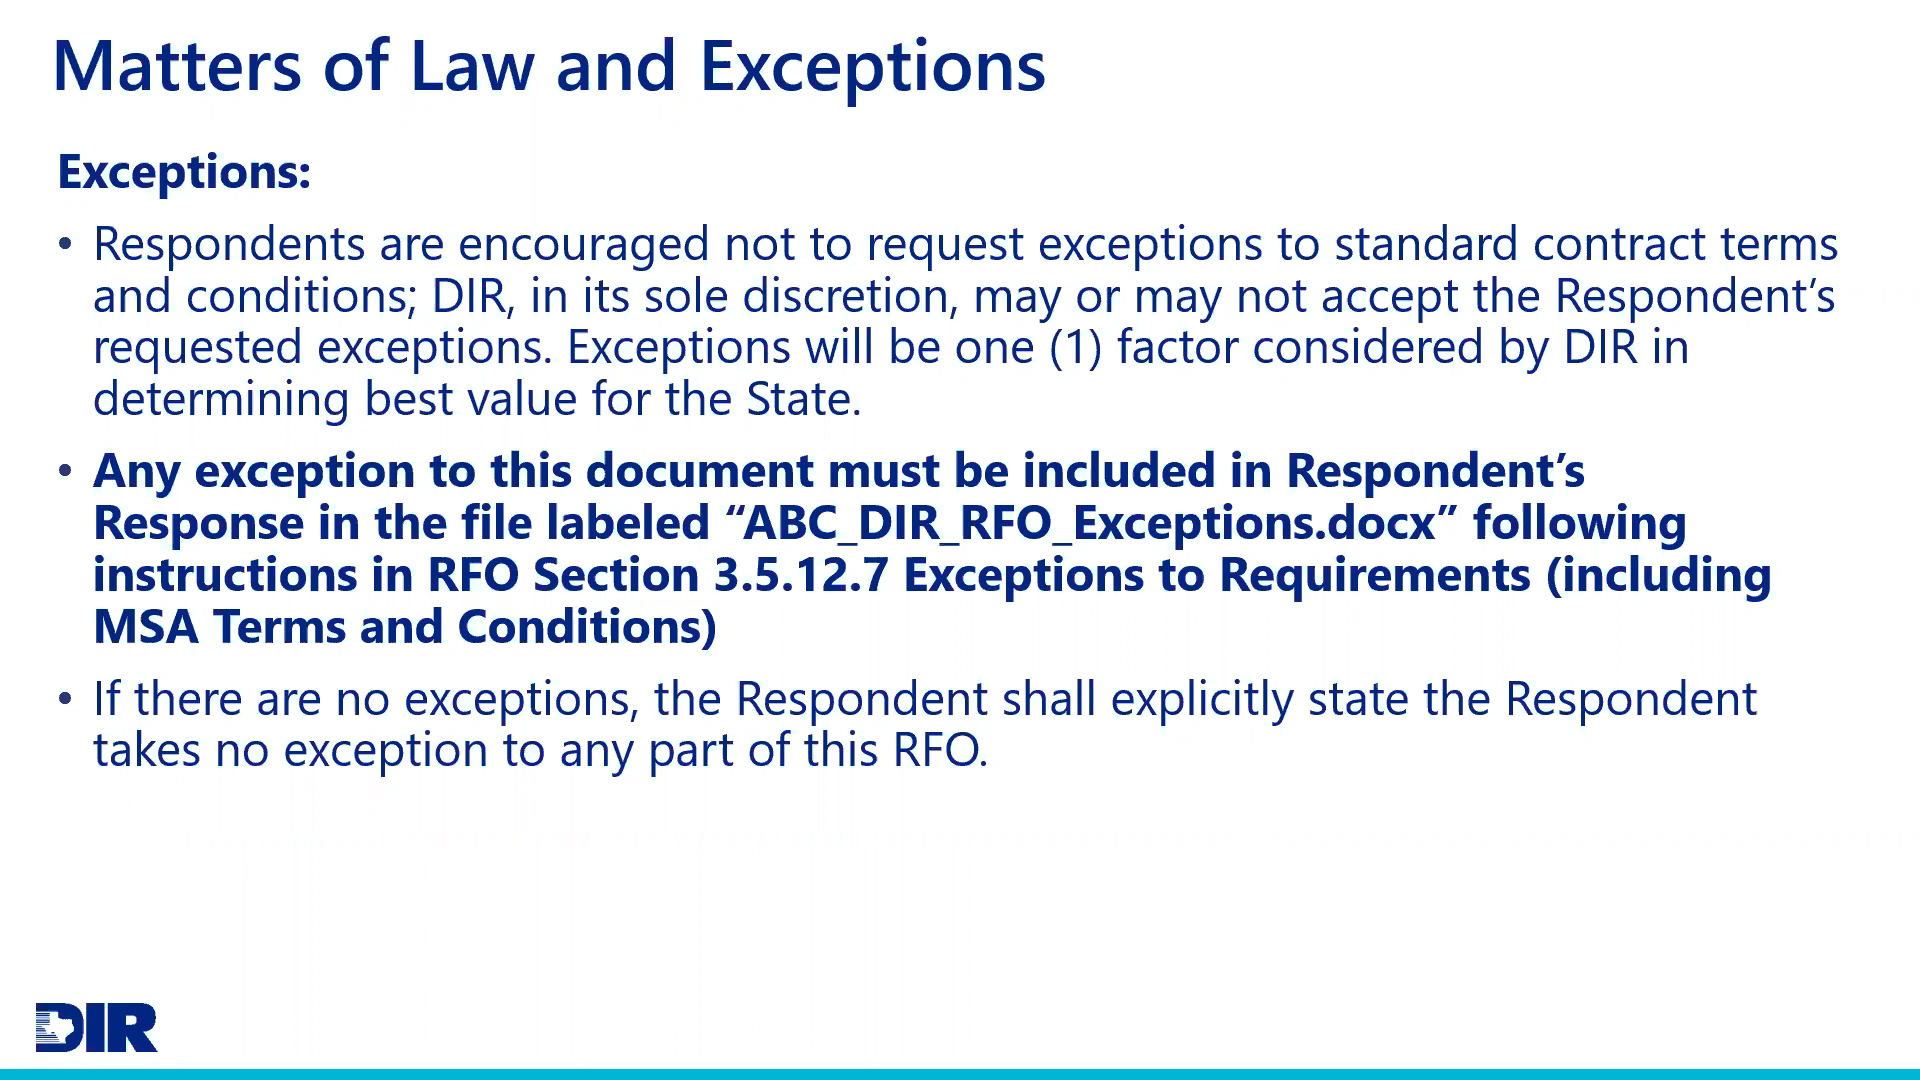 Matters of Law and Exceptions
Exceptions:
• Respondents are encouraged not to request exceptions to standard contract terms
and conditions; DIR, in its sole discretion, may or may not accept the Respondent’s
requested exceptions. Exceptions will be one (1) factor considered by DIR in
determining best value for the State.
• Any exception to this document must be included in Respondent’s
Response in the file labeled “ABC_DIR_RFO_Exceptions.docx” following
instructions in RFO Section 3.5.12.7 Exceptions to Requirements (including
MSA Terms and Conditions)
• If there are no exceptions, the Respondent shall explicitly state the Respondent
takes no exception to any part of this RFO.
DIR